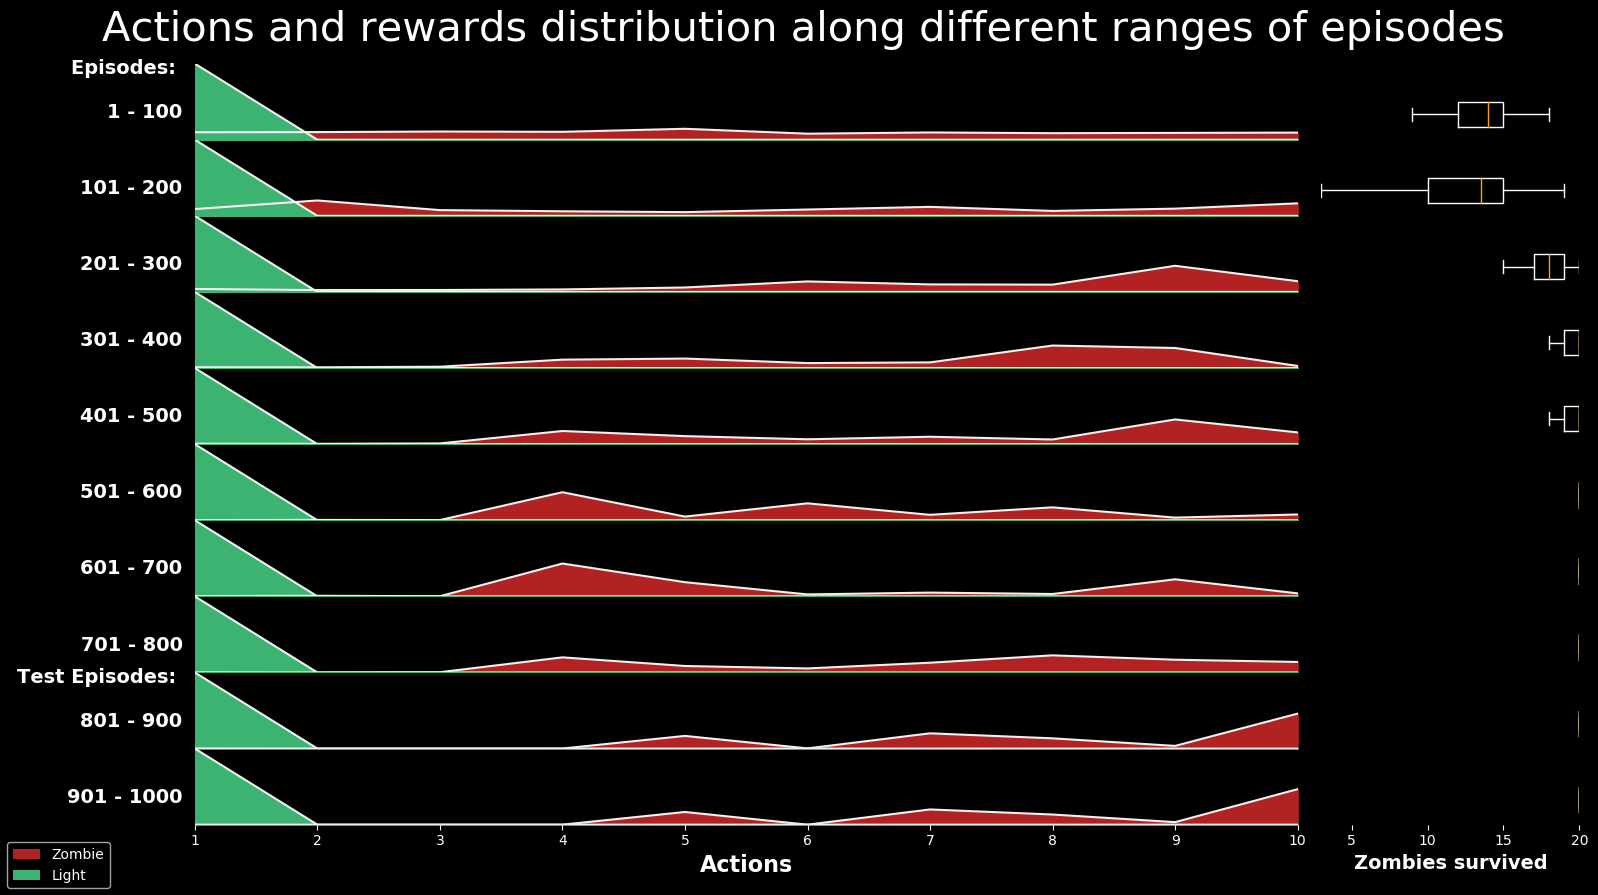 Actions and rewards distribution along different ranges of episodes
Episodes:
1 - 100
101 - 200
201 - 300
301 - 400
401 - 500
501 - 600
601 - 700
701 - 800
Test Episodes:
801 - 900
901 - 1000
1 2 3 4 5 6 7 8 9 10 5 10 15 20
Actions Zombies survived
Zombie
Light